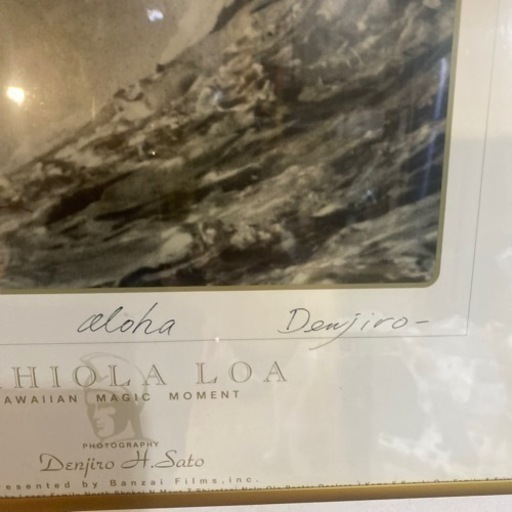 aloha Denjiro-
HIOLA LOA
AWAIIAN MAGIC MOMENT
PHOTOGRAPHY
Denjiro H. Sato
esented by Banzai Films, inc.